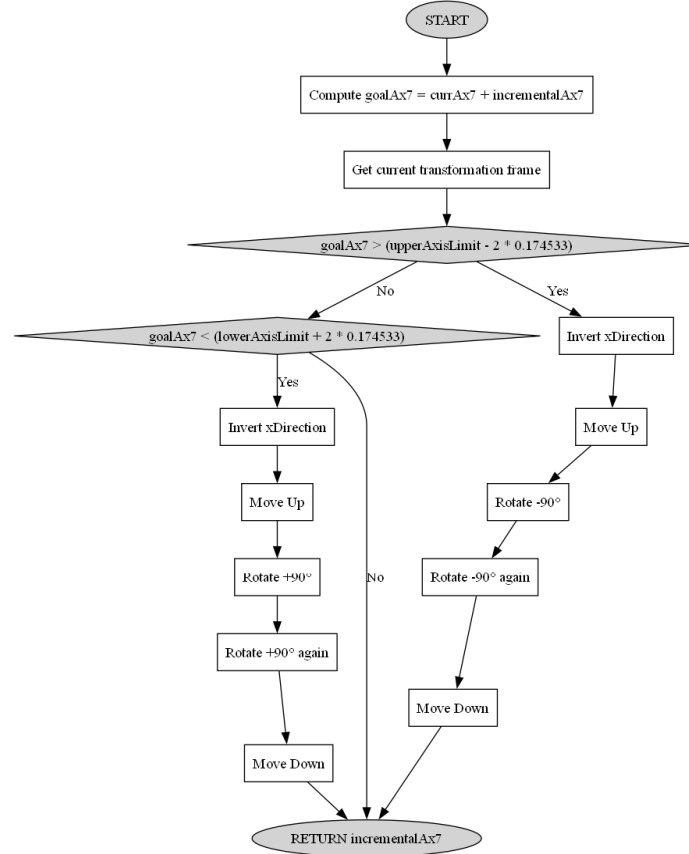 START
Compute goalAx7 = currAx7 + incrementalAx7
Get current transformation frame
goalAx7 > (upperAxisLimit - 2 * 0.174533)
No
Yes
goalAx7 < (lowerAxisLimit + 2 * 0.174533)
Invert xDirection
Yes
Invert xDirection
Move Up
Move Up
Rotate -90°
Rotate +90°
No
Rotate -90° again
Rotate +90° again
Move Down
Move Down
RETURN incrementalAx7